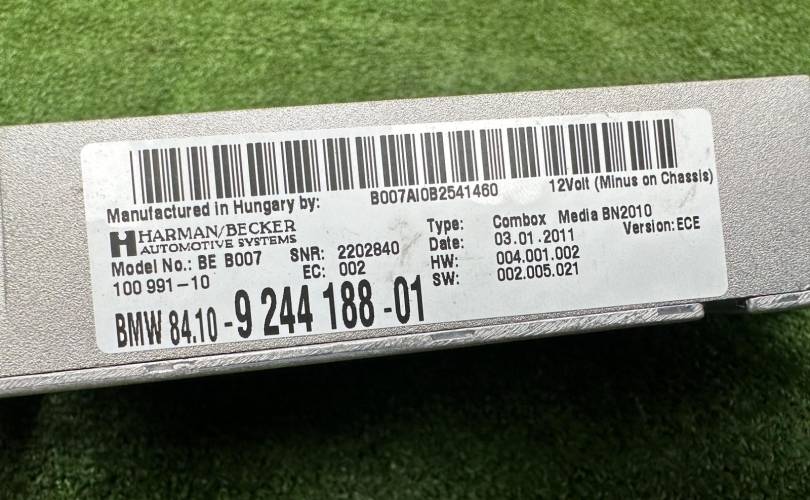 B007AI0B2541460 12Volt (Minus on Chassis)
Manufactured in Hungary by:
HARMAN/BECKER
AUTOMOTIVE SYSTEMS
Model No.: BE B007 SNR: 2202840
100 991-10 EC: 002
Type: Combox Media BN2010
Date: 03.01.2011 Version: ECE
HW: 004.001.002
SW: 002.005.021
BMW 84.10 -9 244 188 -01